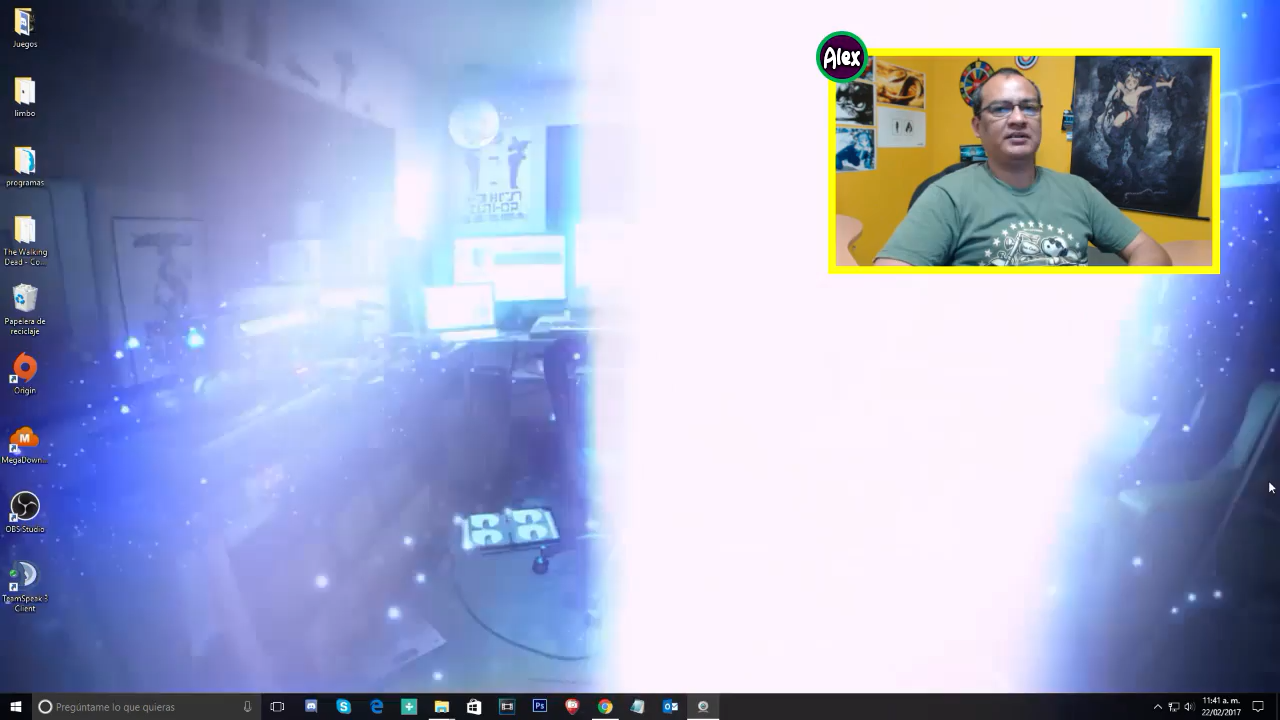 Juegos
limbo
programas
The Walking
Dead - Co...
Papelera de
reciclaje
Origin
MegaDown...
OBS Studio
TeamSpeak 3
Client
Alex
Pregúntame lo que quieras
Ps
11:41 a. m.
22/02/2017